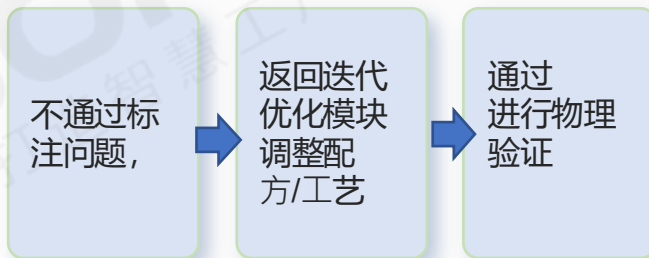 不通过标
注问题，
返回迭代
优化模块
调整配
方/工艺
通过
进行物理
验证